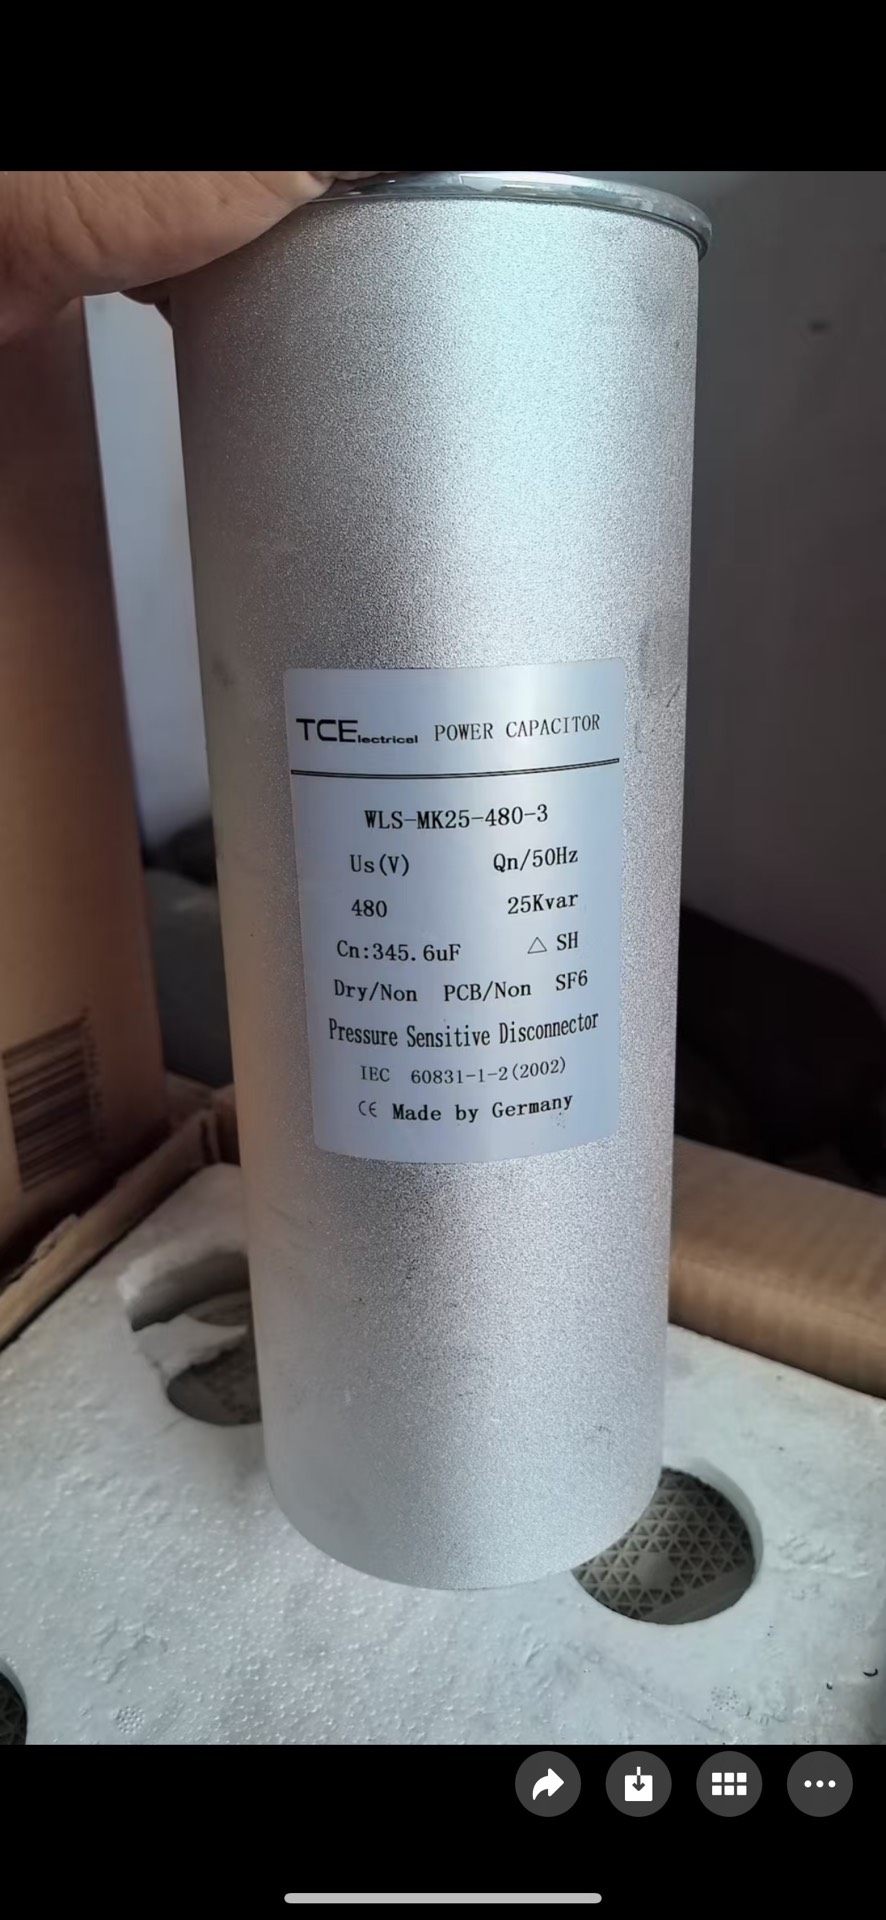 TCElectrical POWER CAPACITOR
WLS-MK25-480-3
Us(V) Qn/50Hz
480 25Kvar
Cn:345.6uF △ SH
Dry/Non PCB/Non SF6
Pressure Sensitive Disconnector
IEC 60831-1-2(2002)
CE Made by Germany